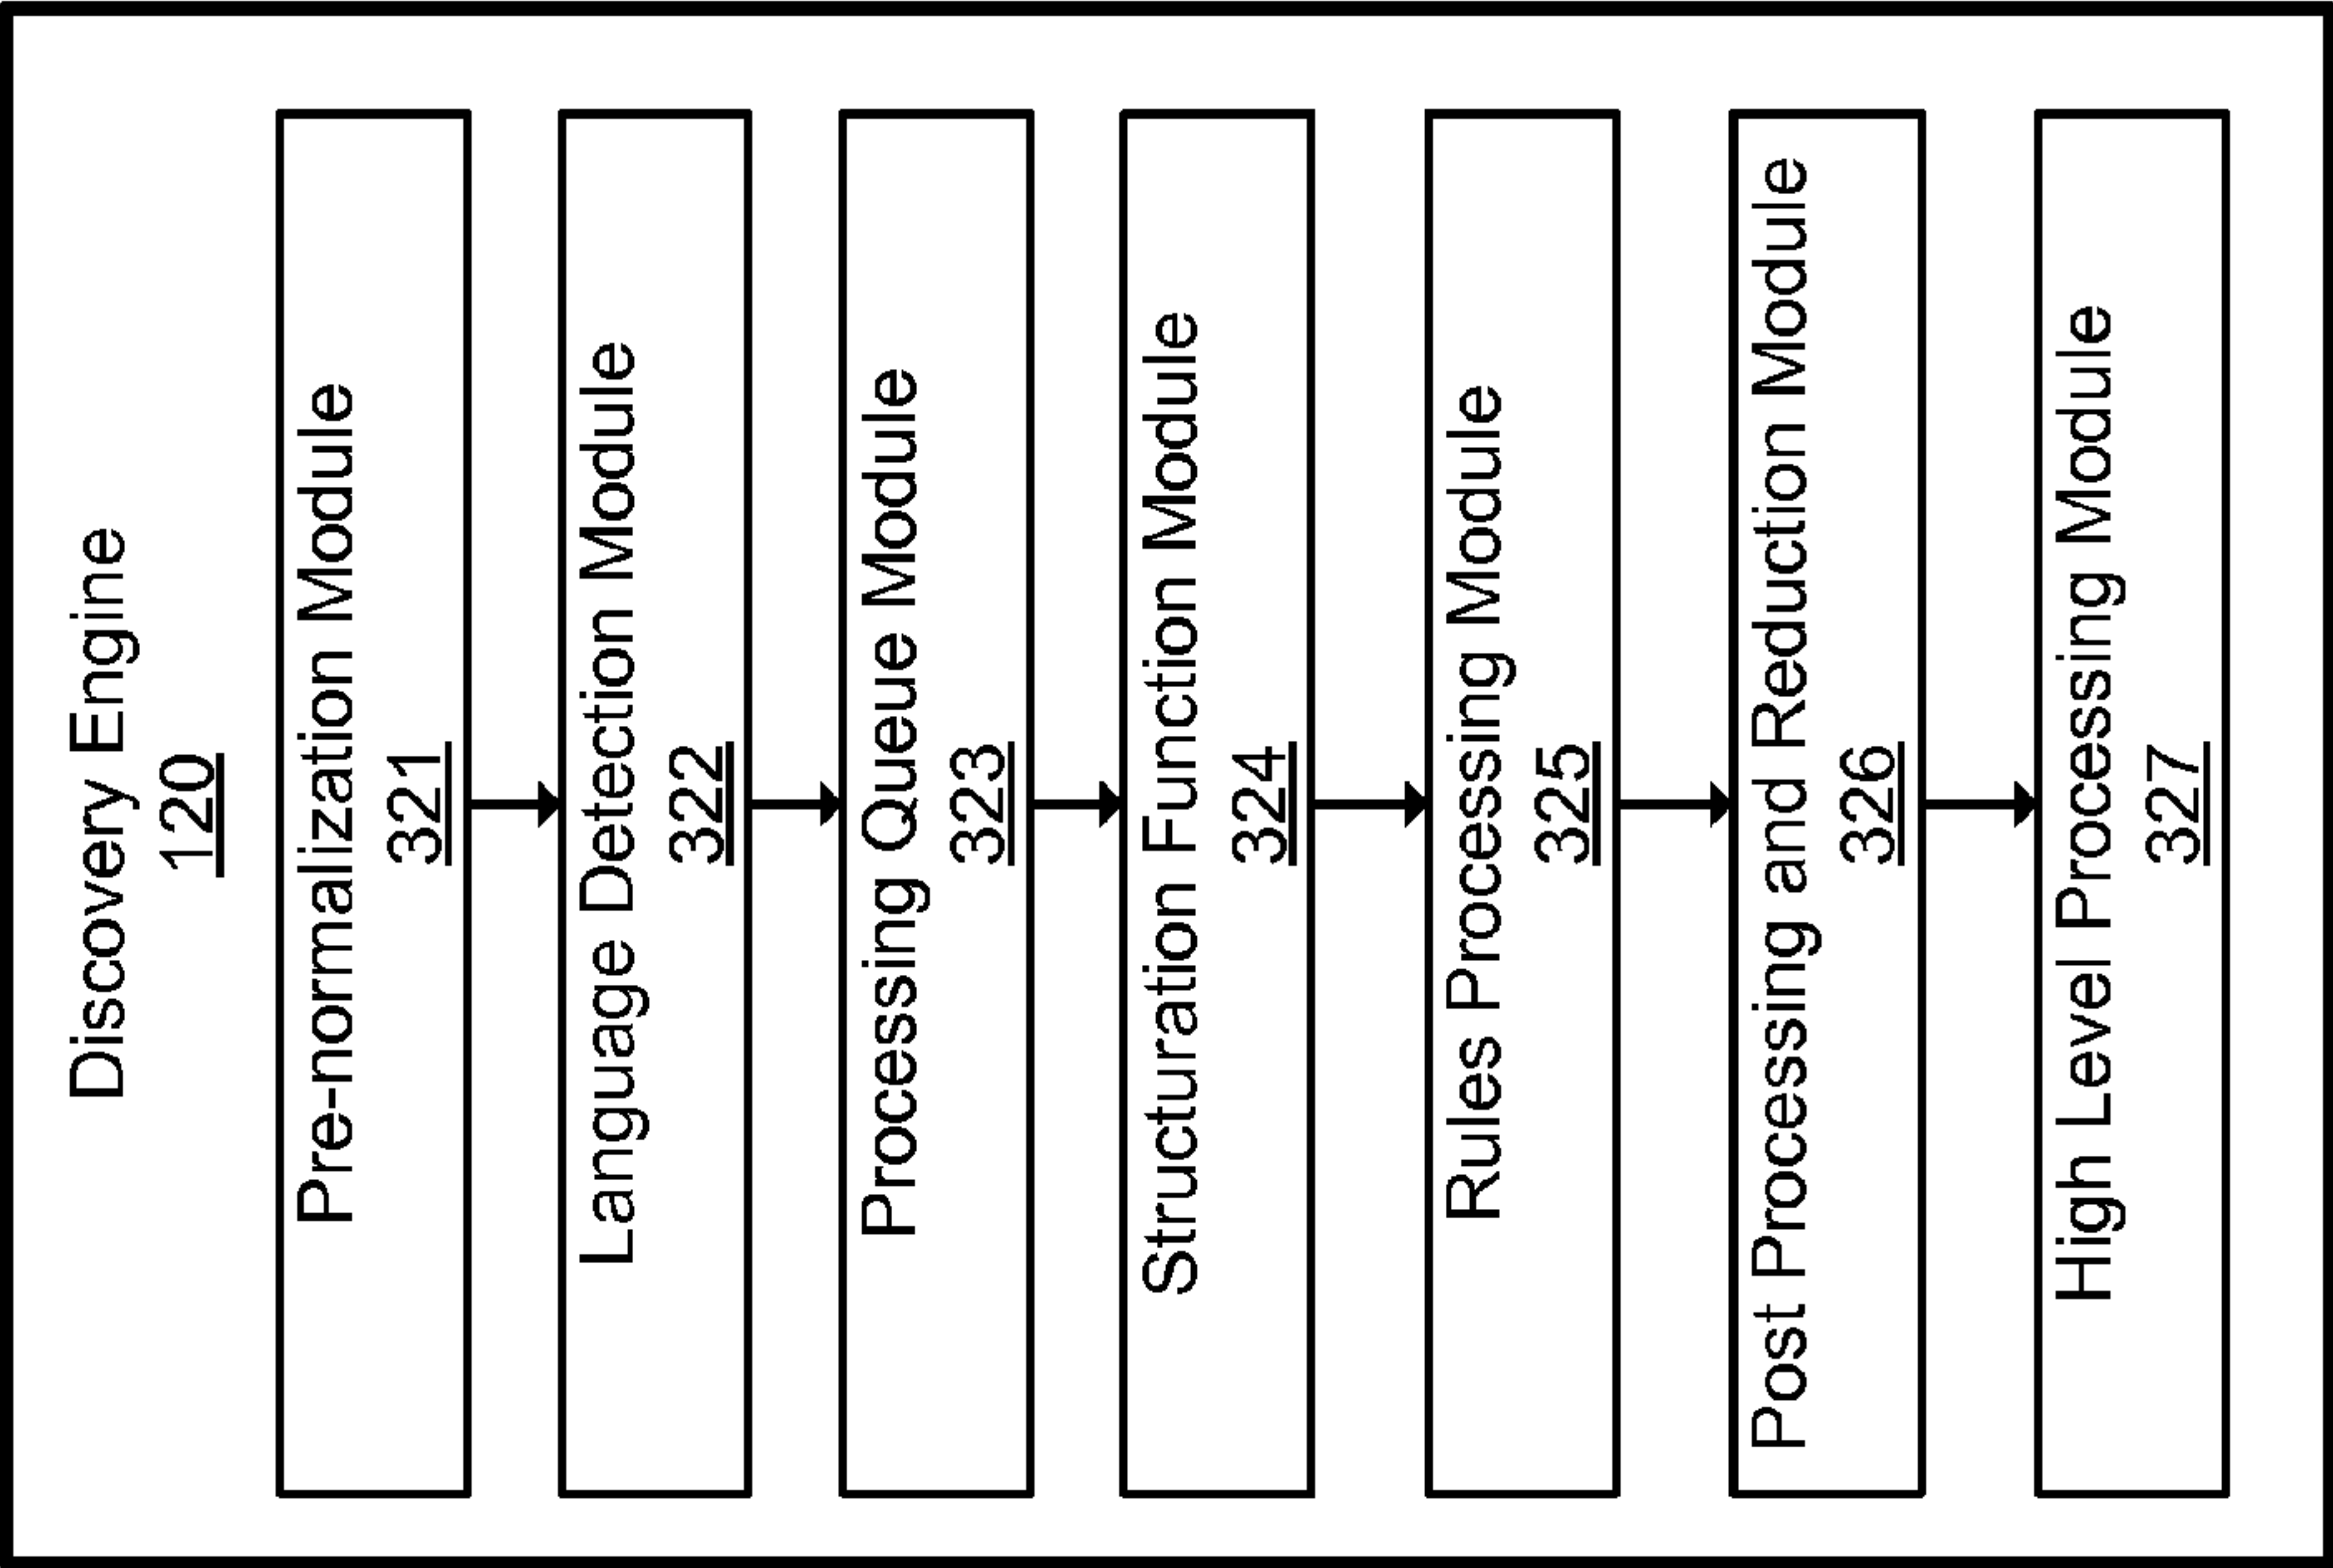 Discovery Engine
120
Pre-normalization Module
321
Language Detection Module
322
Processing Queue Module
323
Structuration Function Module
324
Rules Processing Module
325
Post Processing and Reduction Module
326
High Level Processing Module
327